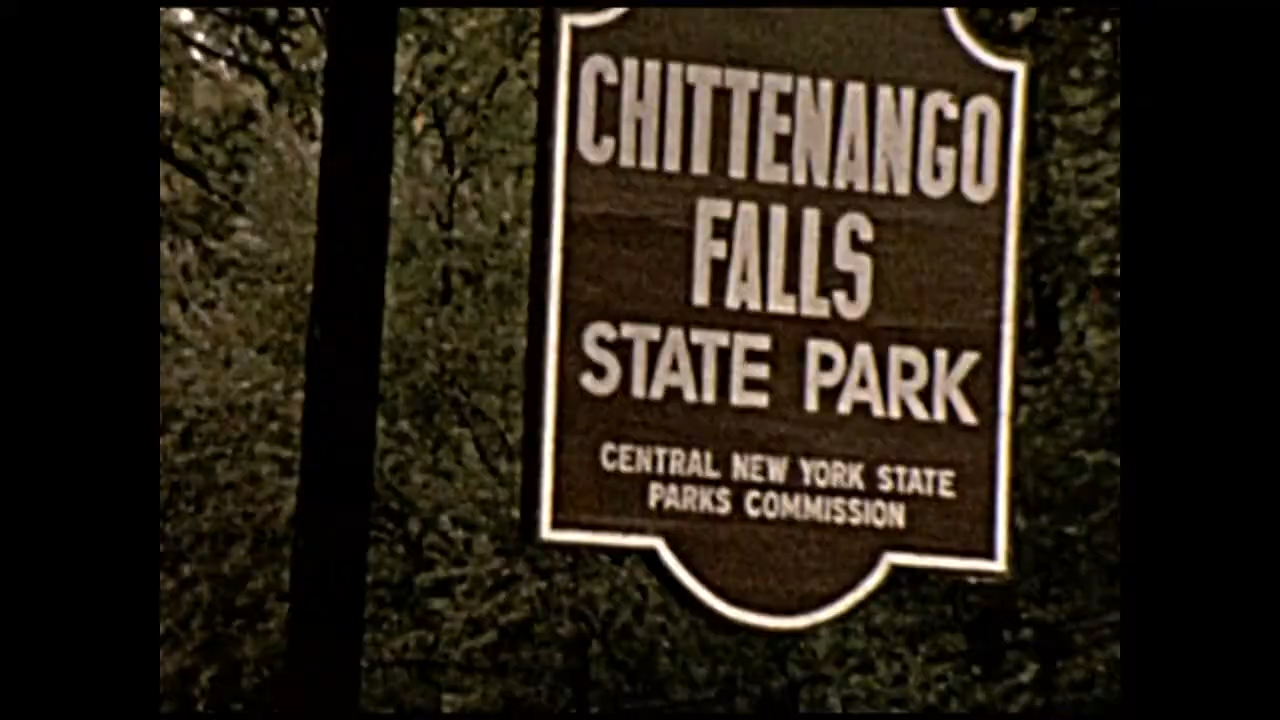 CHITTENANGO
FALLS
STATE PARK
CENTRAL NEW YORK STATE
PARKS COMMISSION